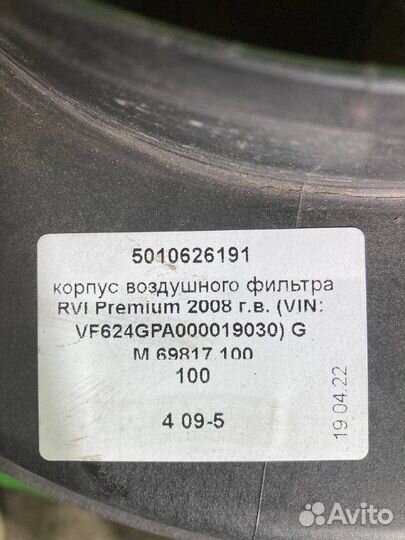 5010626191
корпус воздушного фильтра
RVI Premium 2008 г.в. (VIN:
VF624GPA000019030) G
M 69817 100
100
4 09-5
19.04.22
Avito